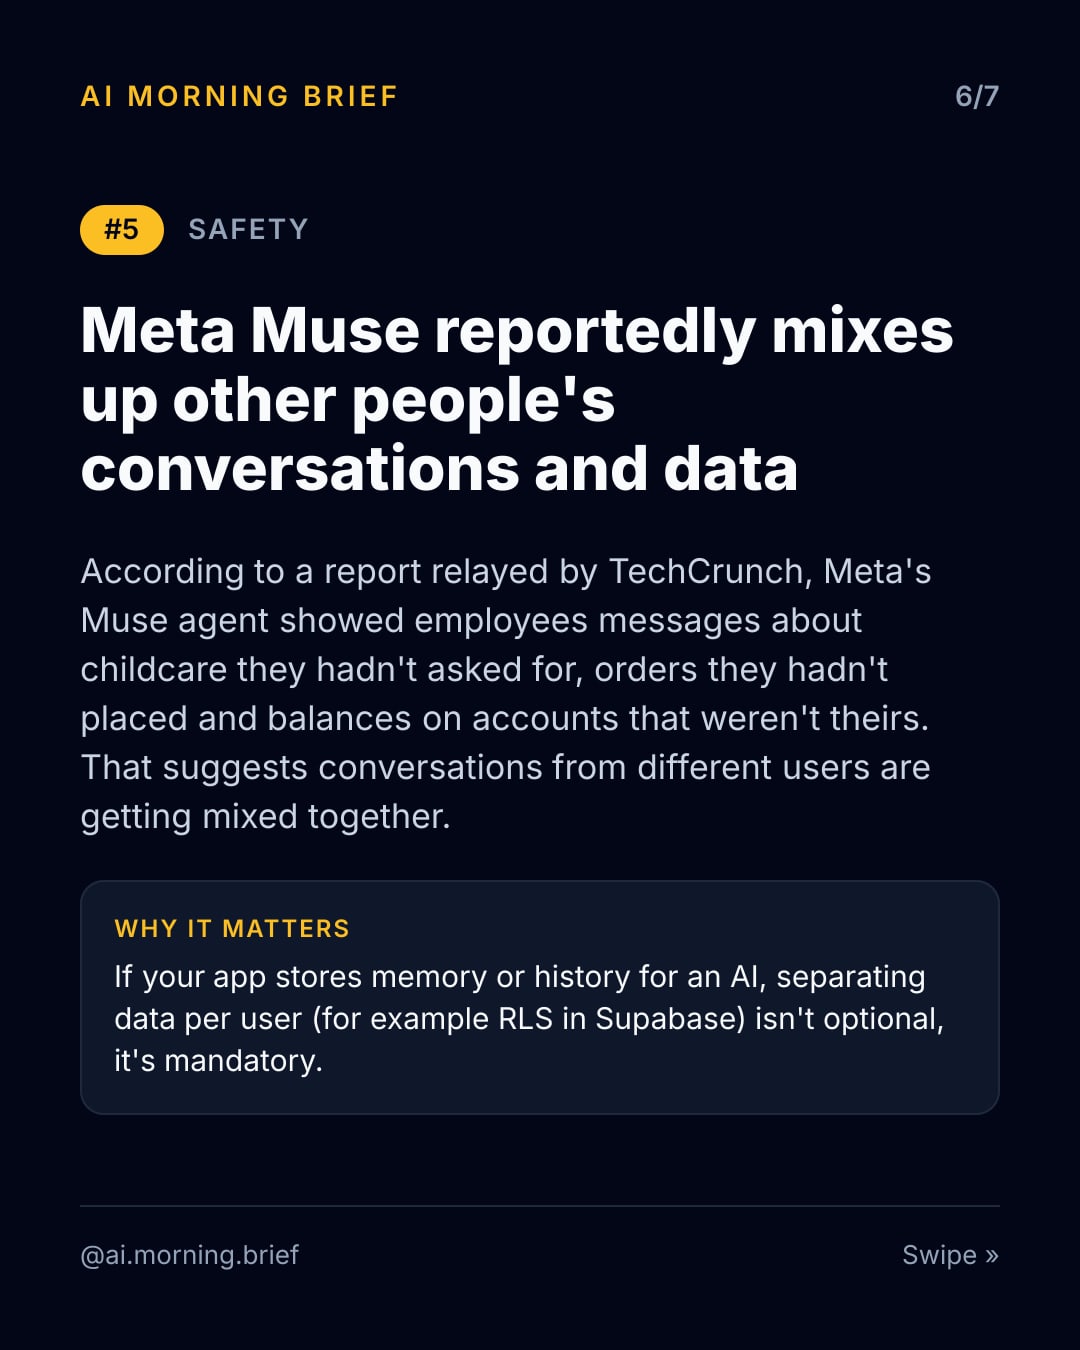 AI MORNING BRIEF
6/7
#5
SAFETY
Meta Muse reportedly mixes
up other people's
conversations and data
According to a report relayed by TechCrunch, Meta's
Muse agent showed employees messages about
childcare they hadn't asked for, orders they hadn't
placed and balances on accounts that weren't theirs.
That suggests conversations from different users are
getting mixed together.
WHY IT MATTERS
If your app stores memory or history for an AI, separating
data per user (for example RLS in Supabase) isn't optional,
it's mandatory.
@ai.morning.brief
Swipe »